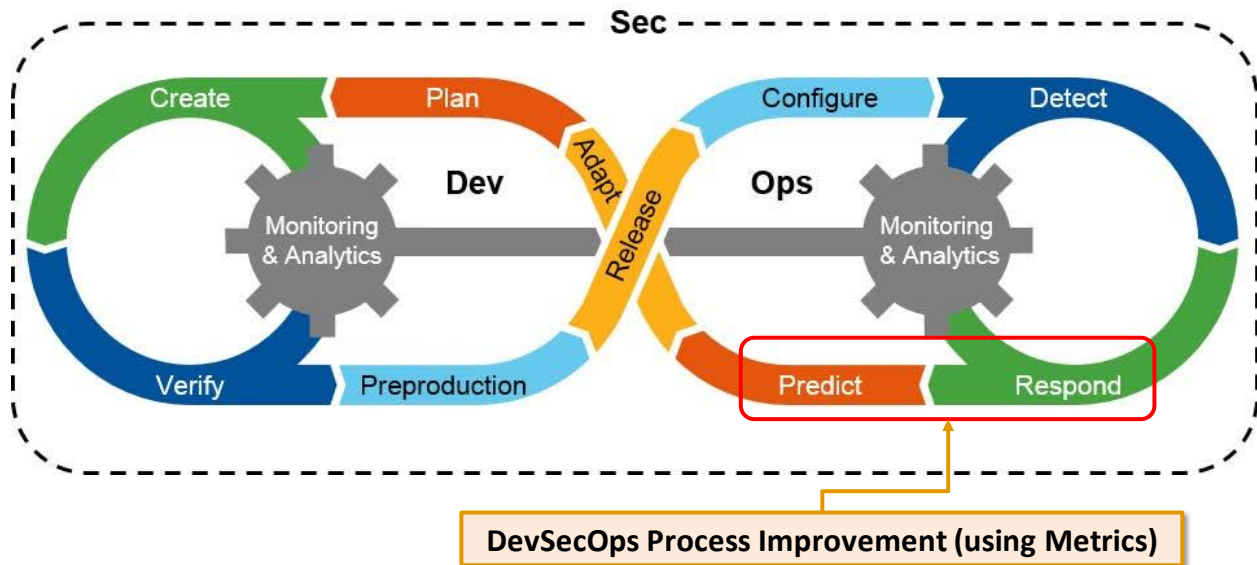 Sec
Create
Plan
Configure
Detect
Adapt
Dev
Release
Ops
Monitoring
& Analytics
Monitoring
& Analytics
Verify
Preproduction
Predict
Respond
DevSecOps Process Improvement (using Metrics)